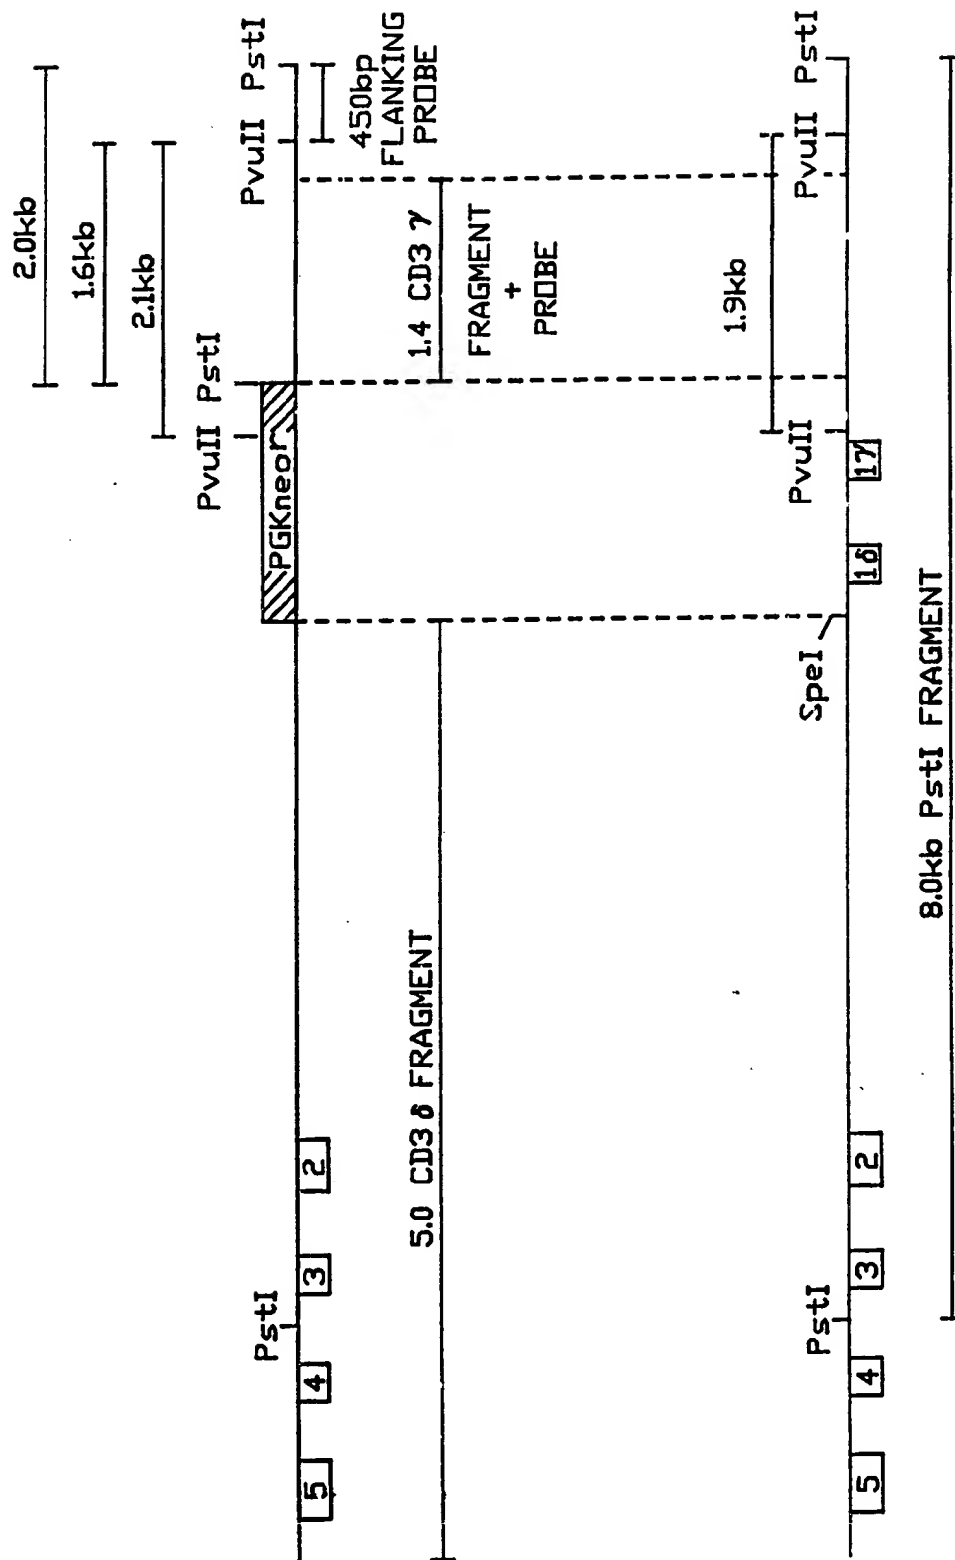 2.0kb
1.6kb
2.1kb
PvuII PstI
PvuII PstI
PstI
PGKneor
5 4 3 2
450bp
FLANKING
PROBE
5.0 CD3 δ FRAGMENT
1.4 CD3 γ
FRAGMENT
+
PROBE
1.9kb
PstI SpeI PvuII PvuII PstI
5 4 3 2 1δ 1γ
8.0kb PstI FRAGMENT